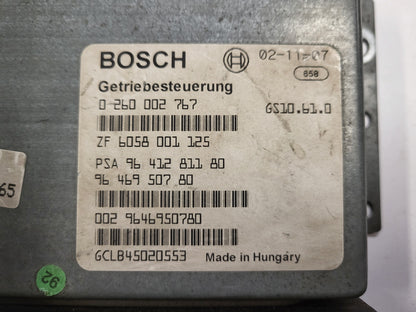 BOSCH 02-11-07
858
Getriebesteuerung
0 260 002 767 GS10.61.0
ZF 6058 001 125
PSA 96 412 811 80
96 469 507 80
65
002 9646950780
GCLB45020553 Made in Hungary
92